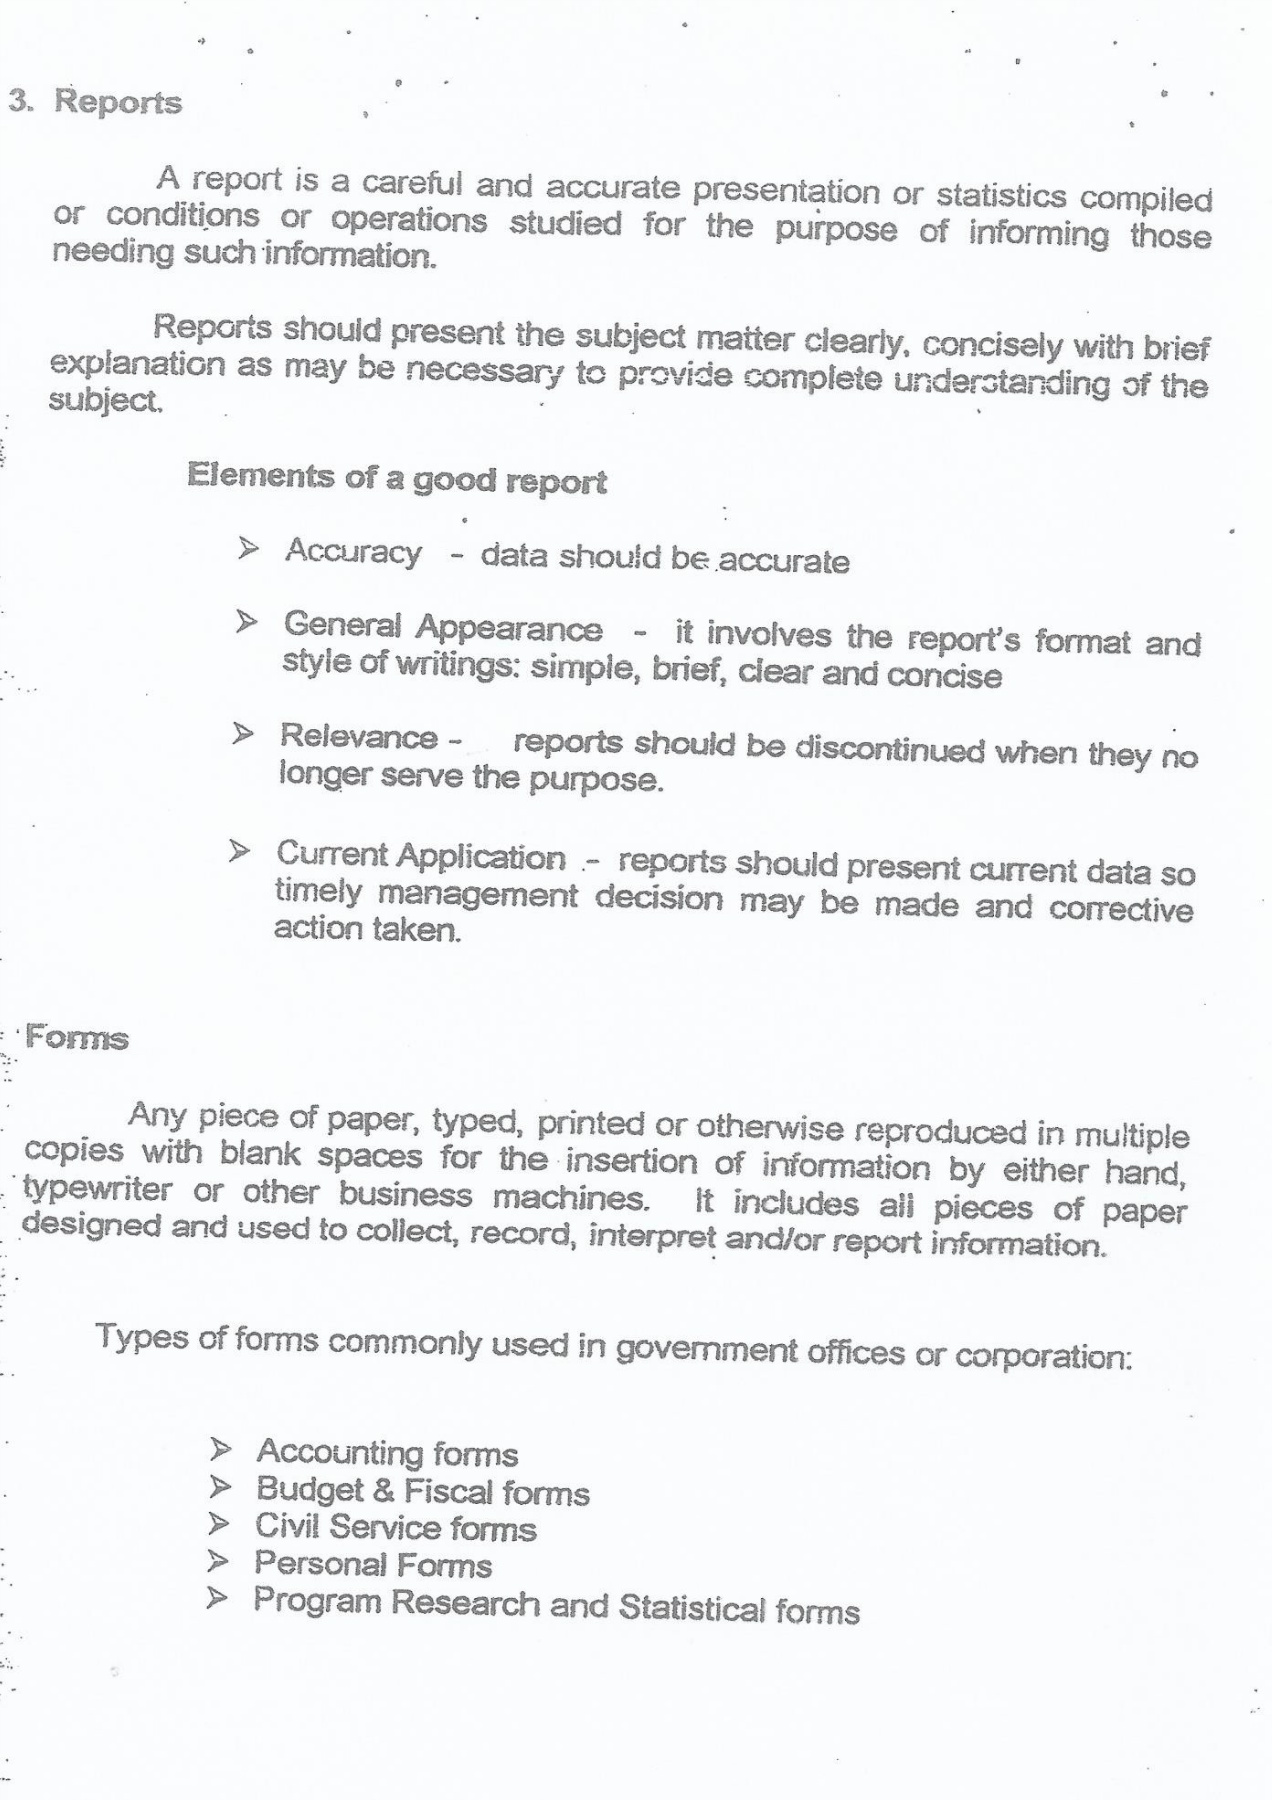 3. Reports
A report is a careful and accurate presentation or statistics compiled
or conditions or operations studied for the purpose of informing those
needing such information.
Reports should present the subject matter clearly, concisely with brief
explanation as may be necessary to provide complete understanding of the
subject.
Elements of a good report
➢ Accuracy - data should be accurate
➢ General Appearance - it involves the report's format and
style of writings: simple, brief, clear and concise
➢ Relevance - reports should be discontinued when they no
longer serve the purpose.
➢ Current Application - reports should present current data so
timely management decision may be made and corrective
action taken.
Forms
Any piece of paper, typed, printed or otherwise reproduced in multiple
copies with blank spaces for the insertion of information by either hand,
typewriter or other business machines. It includes all pieces of paper
designed and used to collect, record, interpret and/or report information.
Types of forms commonly used in government offices or corporation:
➢ Accounting forms
➢ Budget & Fiscal forms
➢ Civil Service forms
➢ Personal Forms
➢ Program Research and Statistical forms